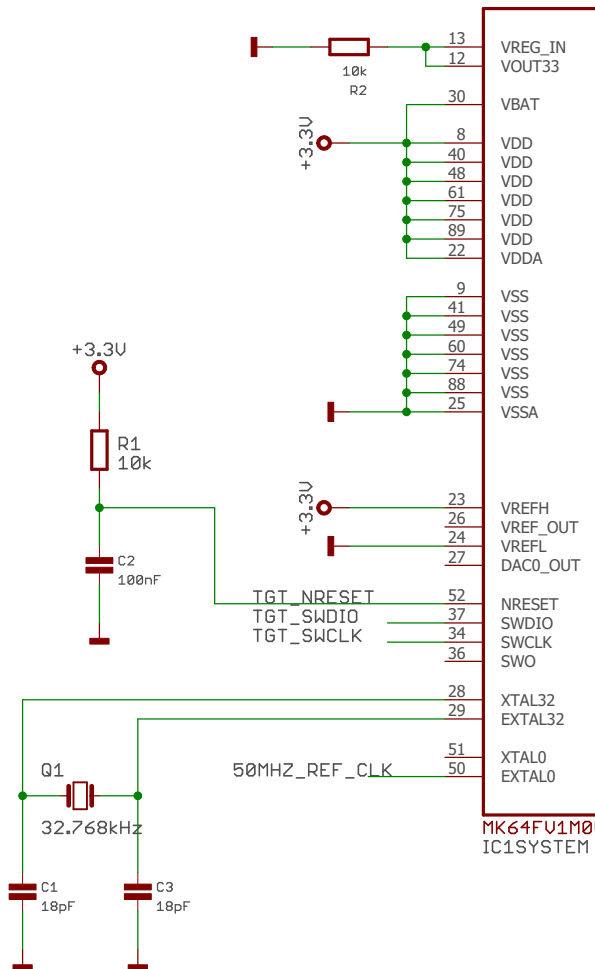 13 VREG_IN
12 VOUT33
10k
R2
30 VBAT
+3.3V
8 VDD
40 VDD
48 VDD
61 VDD
75 VDD
89 VDD
22 VDDA
9 VSS
41 VSS
49 VSS
60 VSS
74 VSS
88 VSS
25 VSSA
+3.3V
R1
10k
+3.3V
23 VREFH
26 VREF_OUT
24 VREFL
27 DAC0_OUT
C2
100nF
TGT_NRESET 52 NRESET
TGT_SWDIO 37 SWDIO
TGT_SWCLK 34 SWCLK
36 SWO
28 XTAL32
29 EXTAL32
51 XTAL0
50MHZ_REF_CLK 50 EXTAL0
Q1
32.768kHz
MK64FV1M0
IC1SYSTEM
C1
18pF
C3
18pF